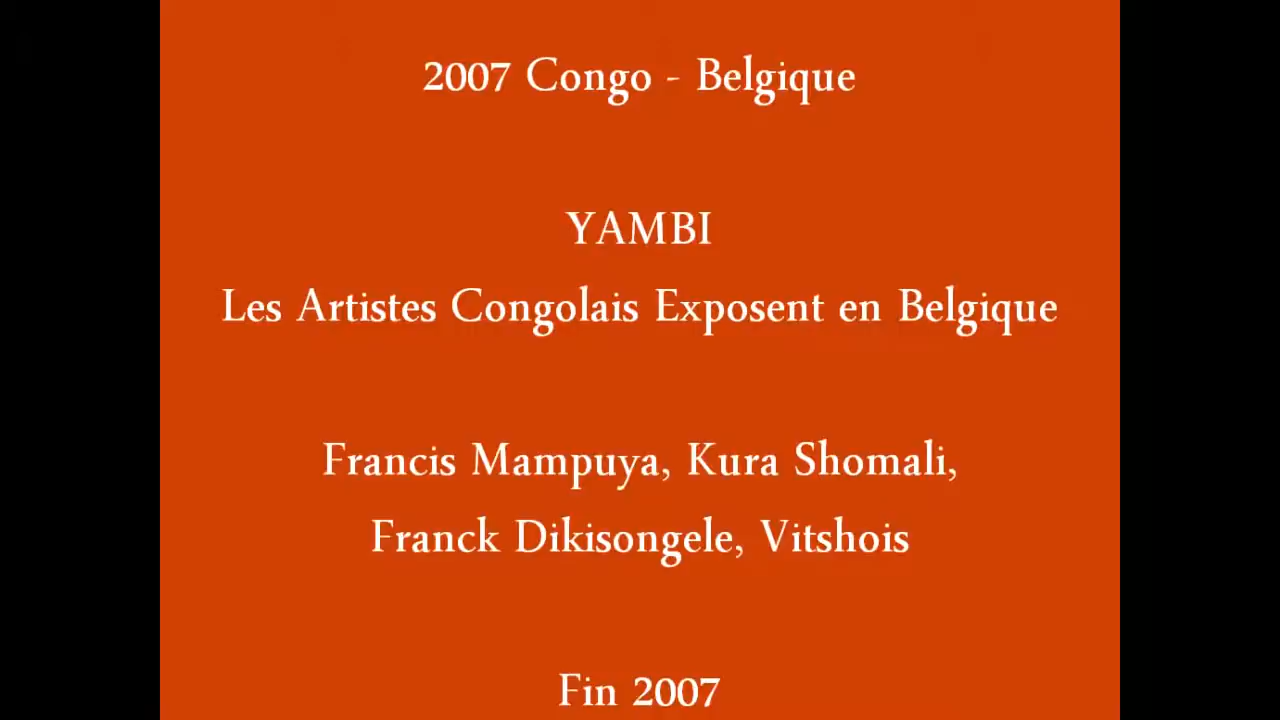 2007 Congo - Belgique
YAMBI
Les Artistes Congolais Exposent en Belgique
Francis Mampuya, Kura Shomali,
Franck Dikisongele, Vitshois
Fin 2007